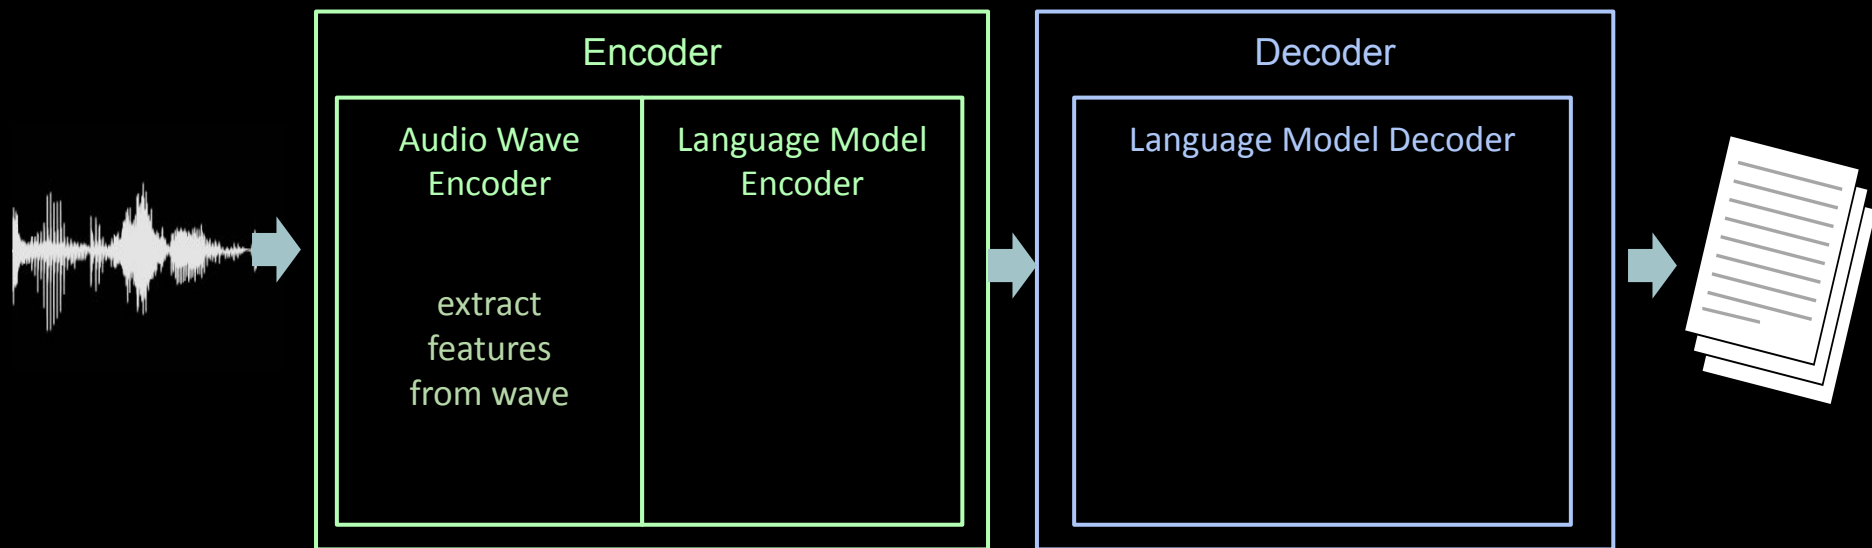 Encoder
Audio Wave
Encoder
extract
features
from wave
Language Model
Encoder
Decoder
Language Model Decoder